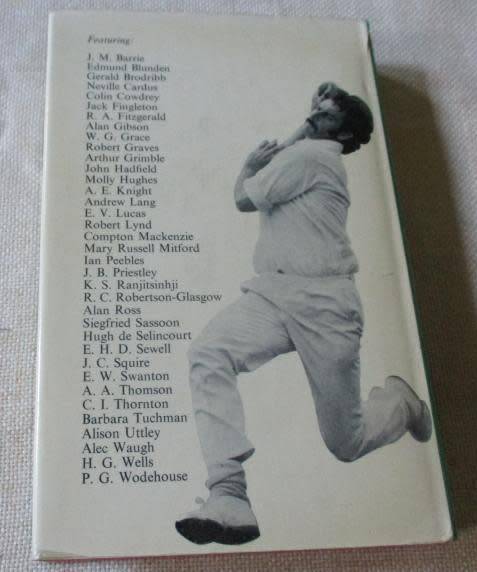 Featuring:
J. M. Barrie
Edmund Blunden
Gerald Brodribb
Neville Cardus
Colin Cowdrey
Jack Fingleton
R. A. Fitzgerald
Alan Gibson
W. G. Grace
Robert Graves
Arthur Grimble
John Hadfield
Molly Hughes
A. E. Knight
Andrew Lang
E. V. Lucas
Robert Lynd
Compton Mackenzie
Mary Russell Mitford
Ian Peebles
J. B. Priestley
K. S. Ranjitsinhji
R. C. Robertson-Glasgow
Alan Ross
Siegfried Sassoon
Hugh de Selincourt
E. H. D. Sewell
J. C. Squire
E. W. Swanton
A. A. Thomson
C. I. Thornton
Barbara Tuchman
Alison Uttley
Alec Waugh
H. G. Wells
P. G. Wodehouse